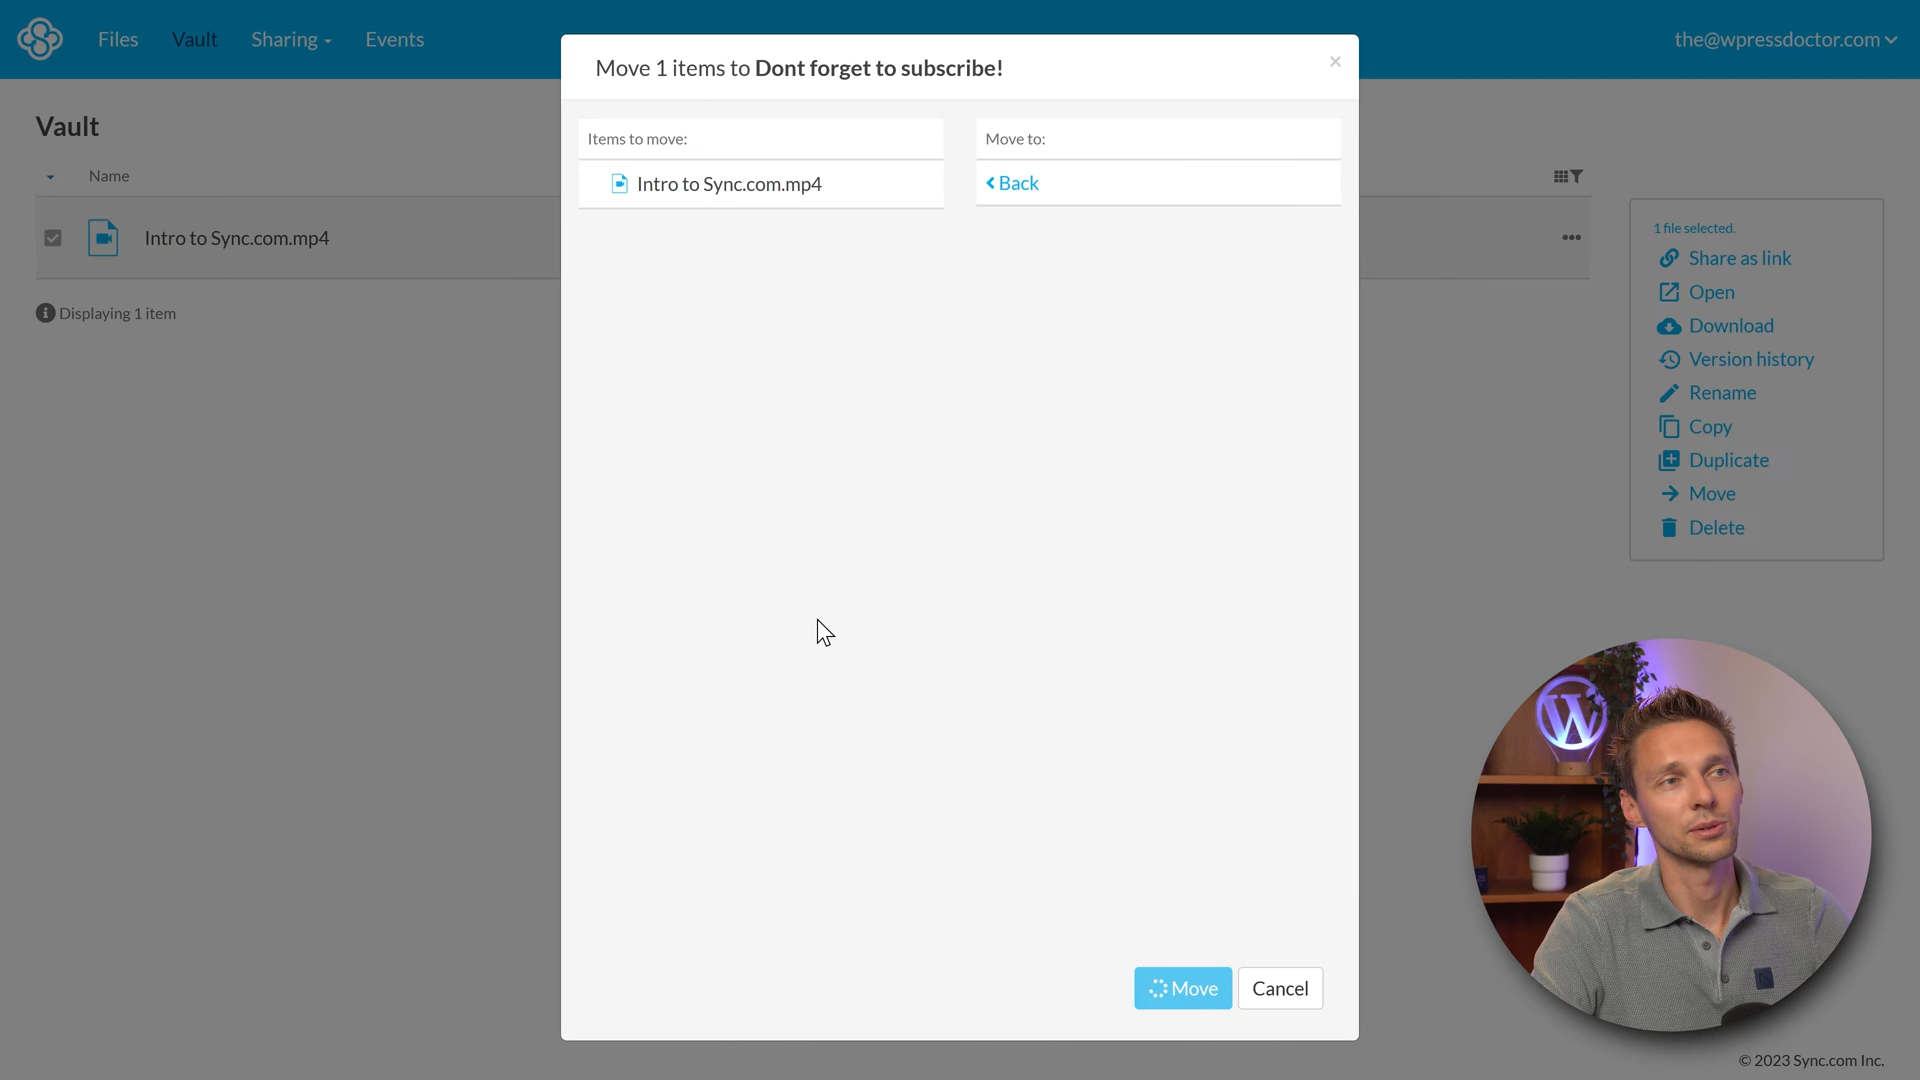 Files
Vault
Sharing
Events
the@wpressdoctor.com
Move 1 items to Dont forget to subscribe!
×
Vault
Name
Intro to Sync.com.mp4
Displaying 1 item
Items to move:
Intro to Sync.com.mp4
Move to:
Back
1 file selected.
Share as link
Open
Download
Version history
Rename
Copy
Duplicate
Move
Delete
Move
Cancel
W
© 2023 Sync.com Inc.